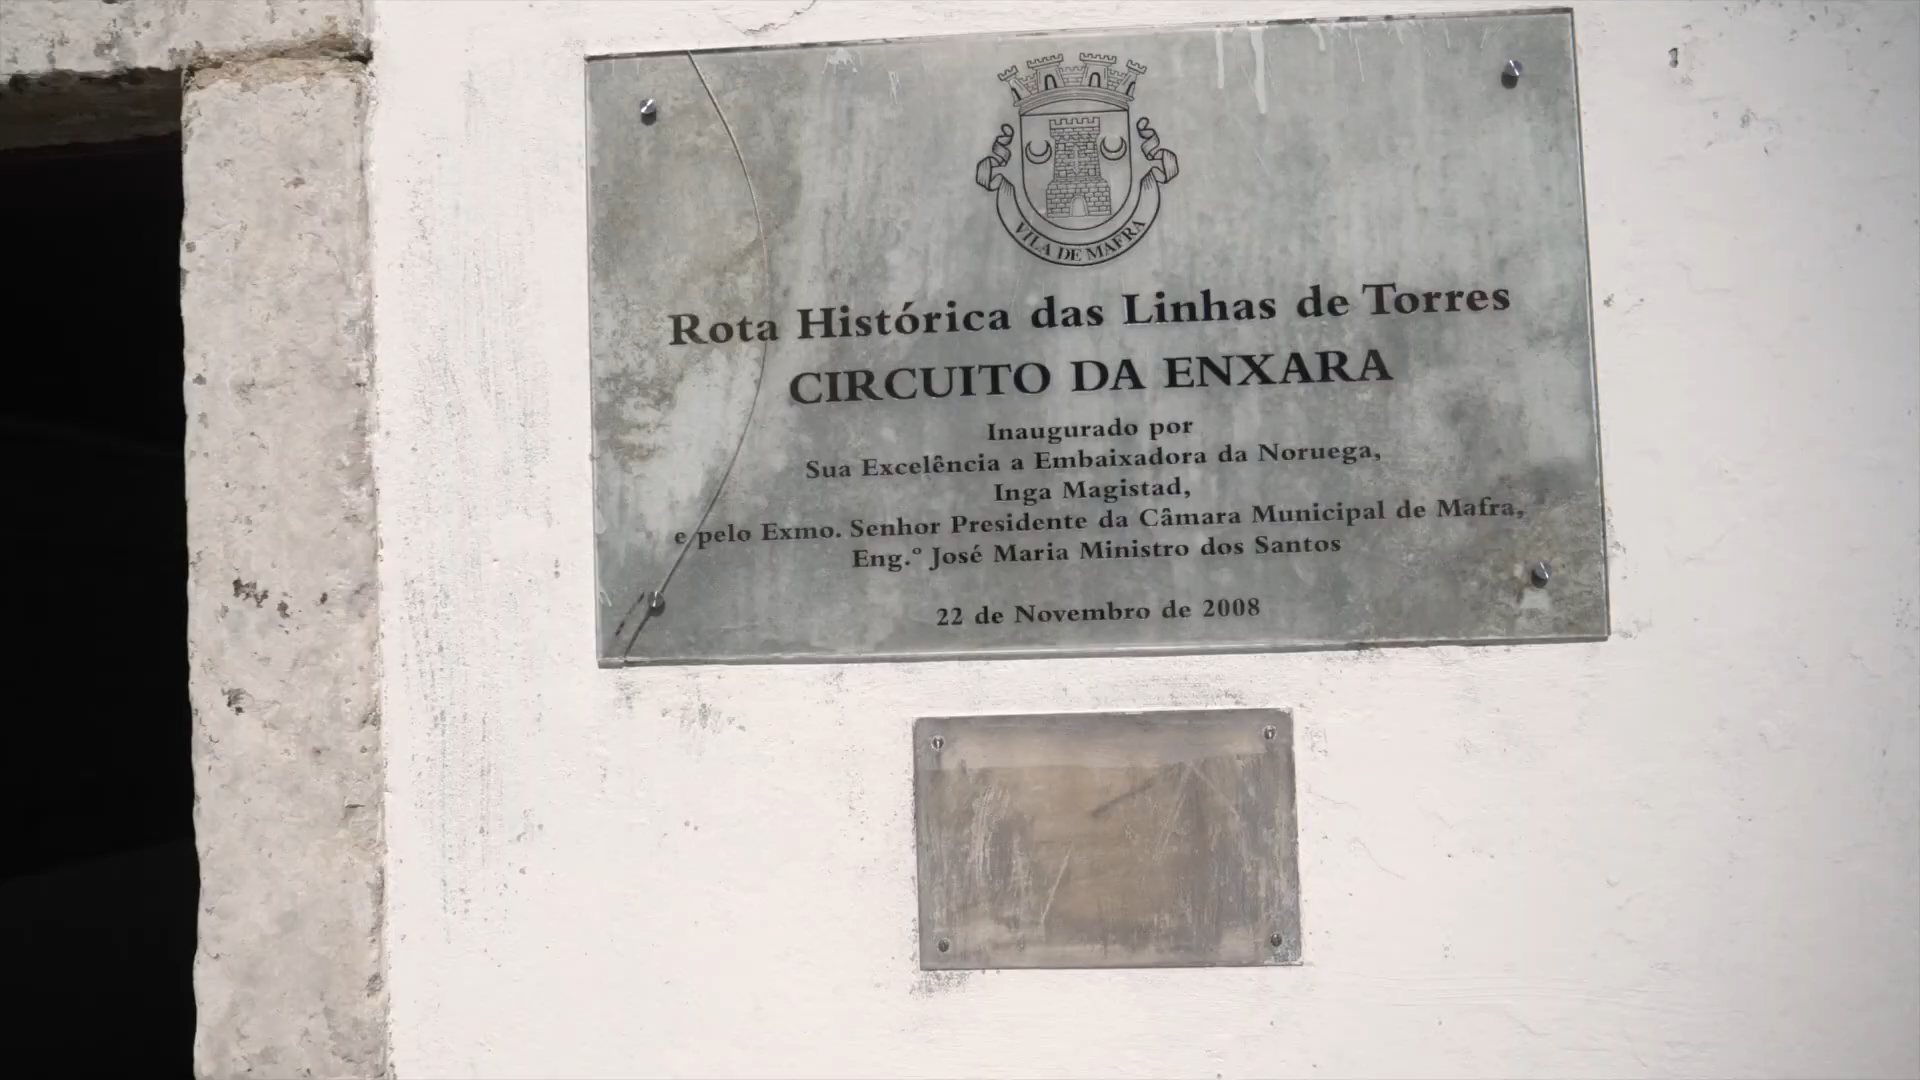 VILA DE MAFRA
Rota Histórica das Linhas de Torres
CIRCUITO DA ENXARA
Inaugurado por
Sua Excelência a Embaixadora da Noruega,
Inga Magistad,
e pelo Exmo. Senhor Presidente da Câmara Municipal de Mafra,
Eng.º José Maria Ministro dos Santos
22 de Novembro de 2008